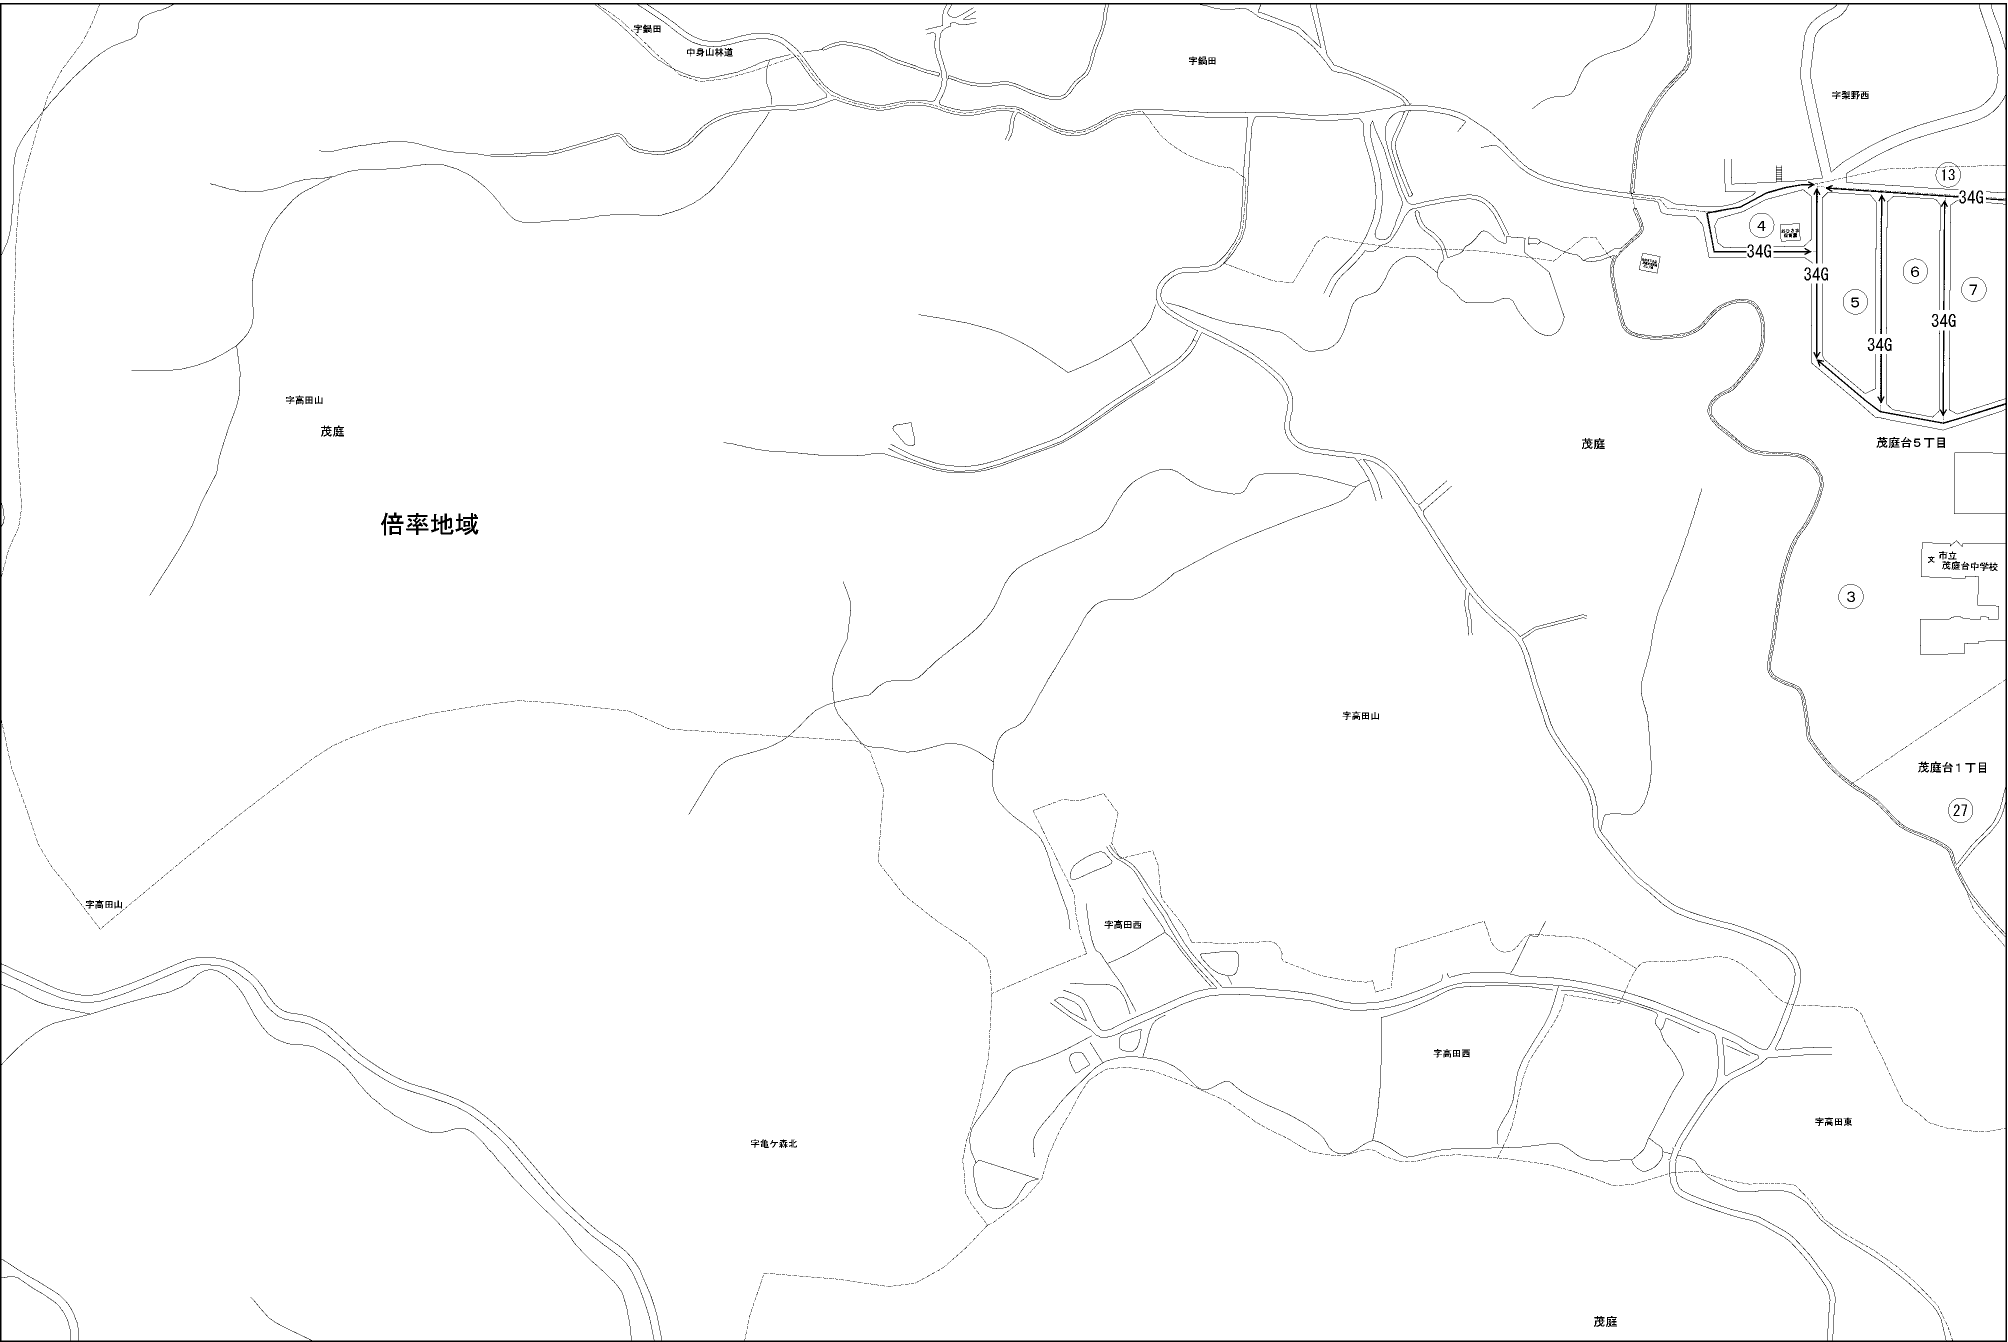 字鍋田
中身山林道
字鍋田
字梨野西
13
34G
4
34G
34G
6
7
5
34G
34G
字高田山
茂庭
茂庭
茂庭台5丁目
倍率地域
市立
文
茂庭台中学校
3
字高田山
茂庭台1丁目
27
字高田山
字高田西
字高田西
字高田東
字亀ケ森北
茂庭